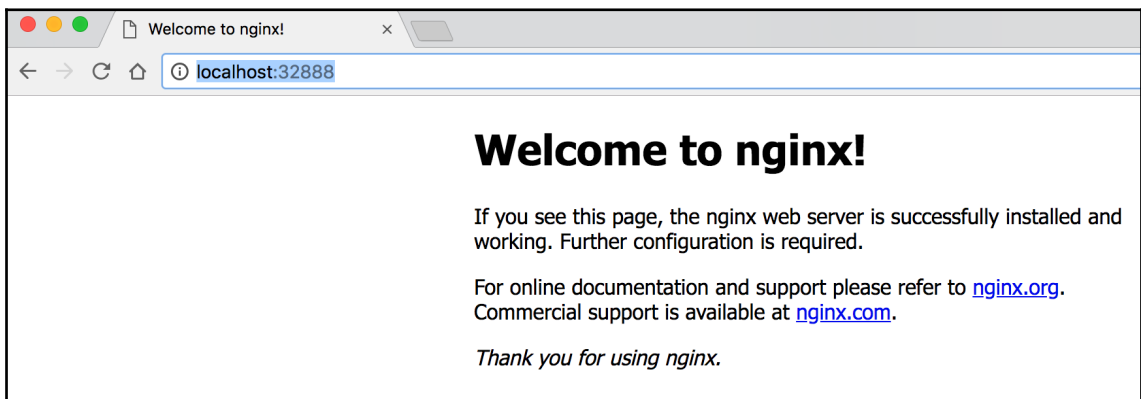 Welcome to nginx!
localhost:32888
Welcome to nginx!
If you see this page, the nginx web server is successfully installed and
working. Further configuration is required.
For online documentation and support please refer to nginx.org.
Commercial support is available at nginx.com.
Thank you for using nginx.